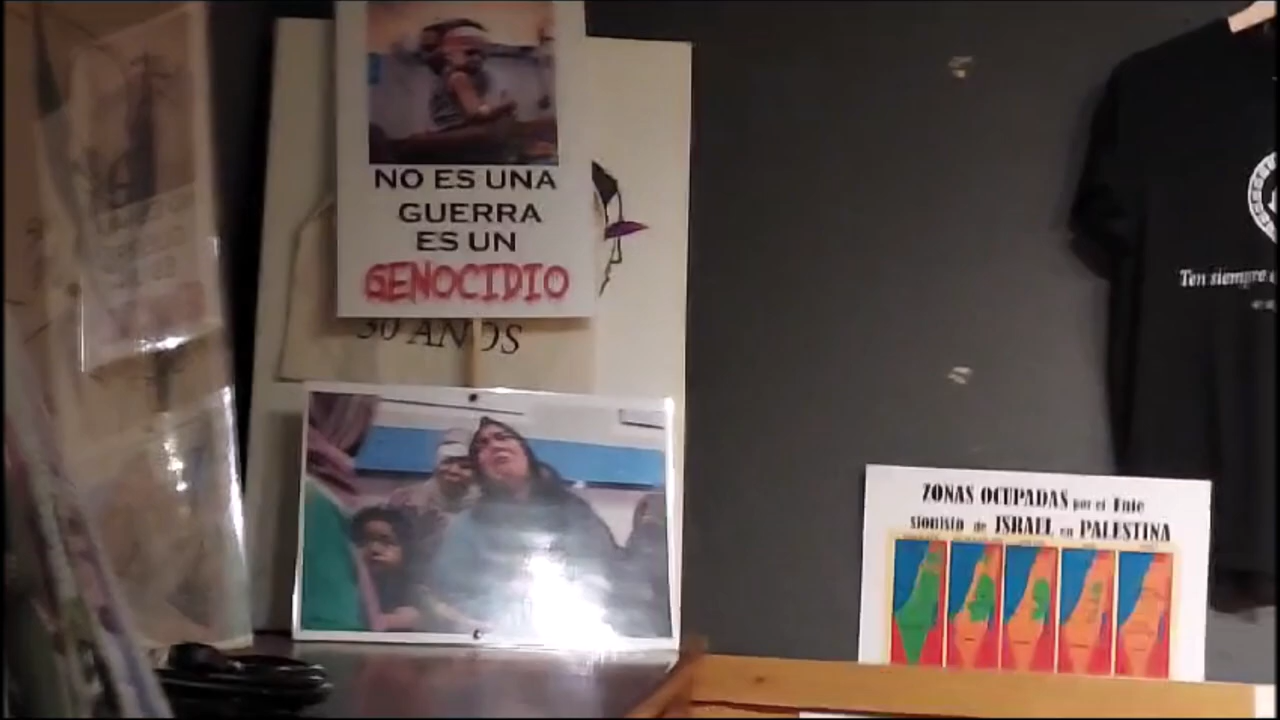 NO ES UNA
GUERRA
ES UN
GENOCIDIO
30 AÑOS
Ten siempre
ZONAS OCUPADAS por el Ente
sionista de ISRAEL en PALESTINA